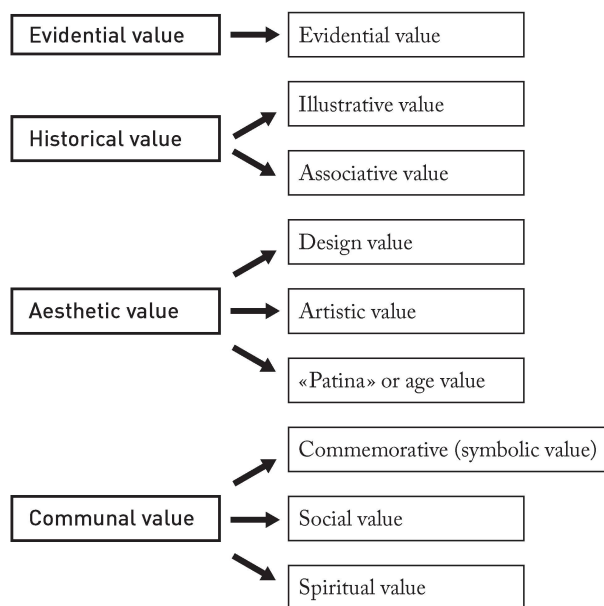 Evidential value
Evidential value
Historical value
Illustrative value
Associative value
Aesthetic value
Design value
Artistic value
«Patina» or age value
Communal value
Commemorative (symbolic value)
Social value
Spiritual value